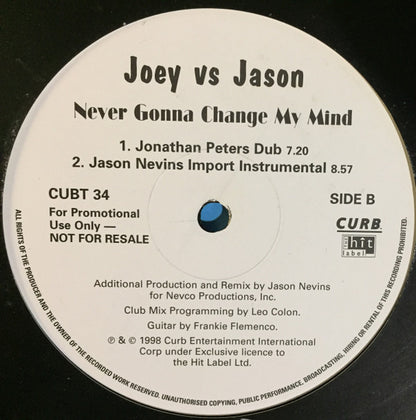 Joey vs Jason
Never Gonna Change My Mind
1. Jonathan Peters Dub 7.20
2. Jason Nevins Import Instrumental 8.57
CUBT 34
SIDE B
For Promotional
Use Only —
NOT FOR RESALE
CURB
the hit label
Additional Production and Remix by Jason Nevins
for Nevco Productions, Inc.
Club Mix Programming by Leo Colon.
Guitar by Frankie Flemenco.
℗ & © 1998 Curb Entertainment International
Corp under Exclusive licence to
the Hit Label Ltd.
ALL RIGHTS OF THE PRODUCER AND THE OWNER OF THE RECORDED WORK RESERVED. UNAUTHORISED COPYING, PUBLIC PERFORMANCE, BROADCASTING, HIRING OR RENTAL OF THIS RECORDING PROHIBITED.